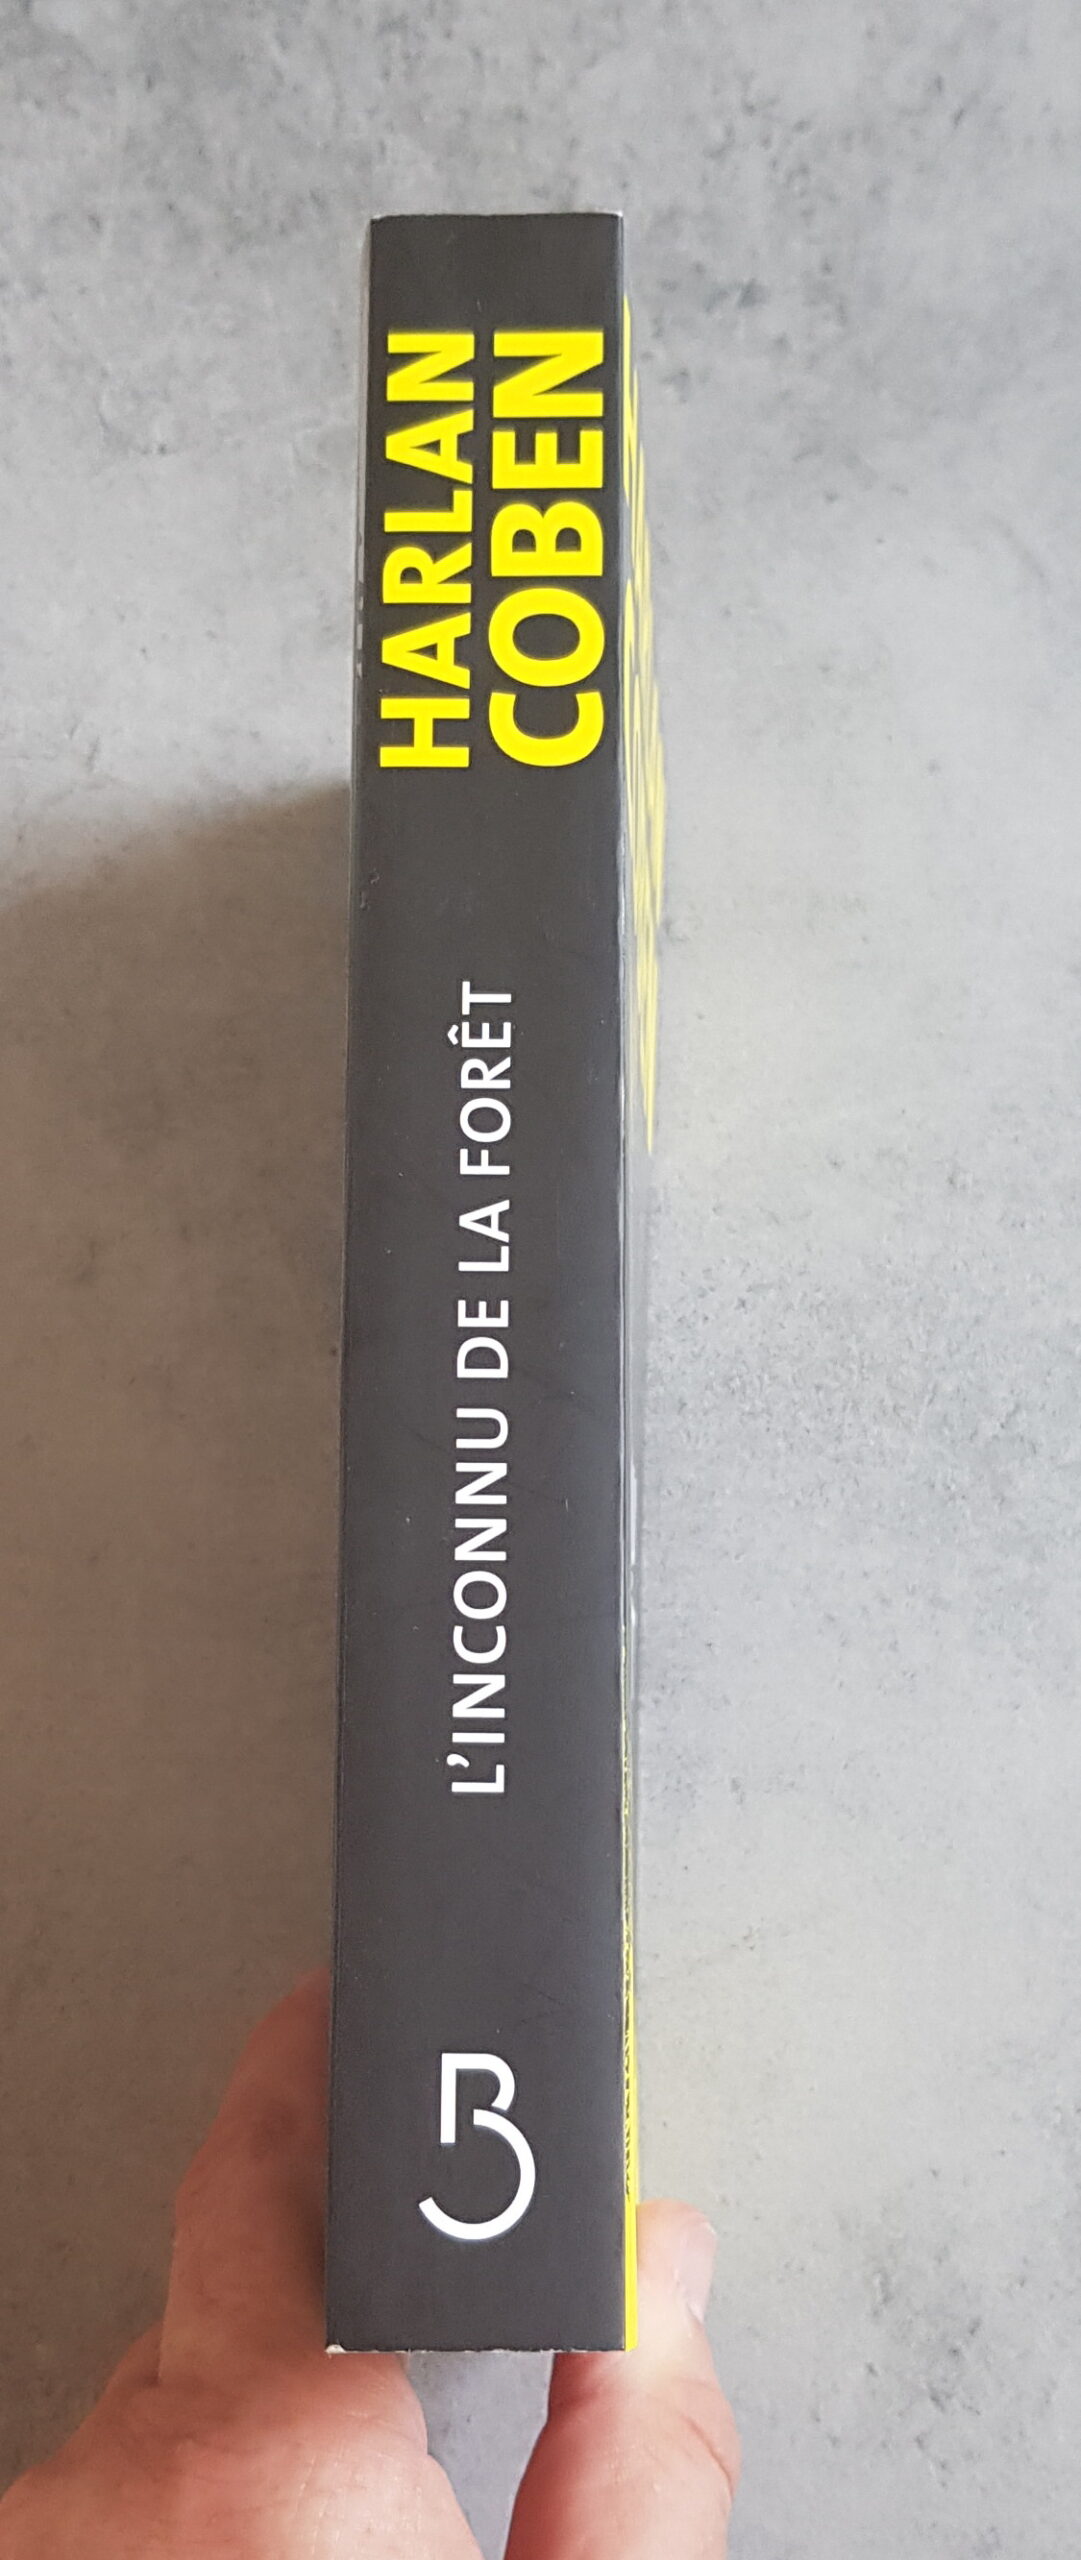 HARLAN
COBEN
L'INCONNU DE LA FORÊT
B